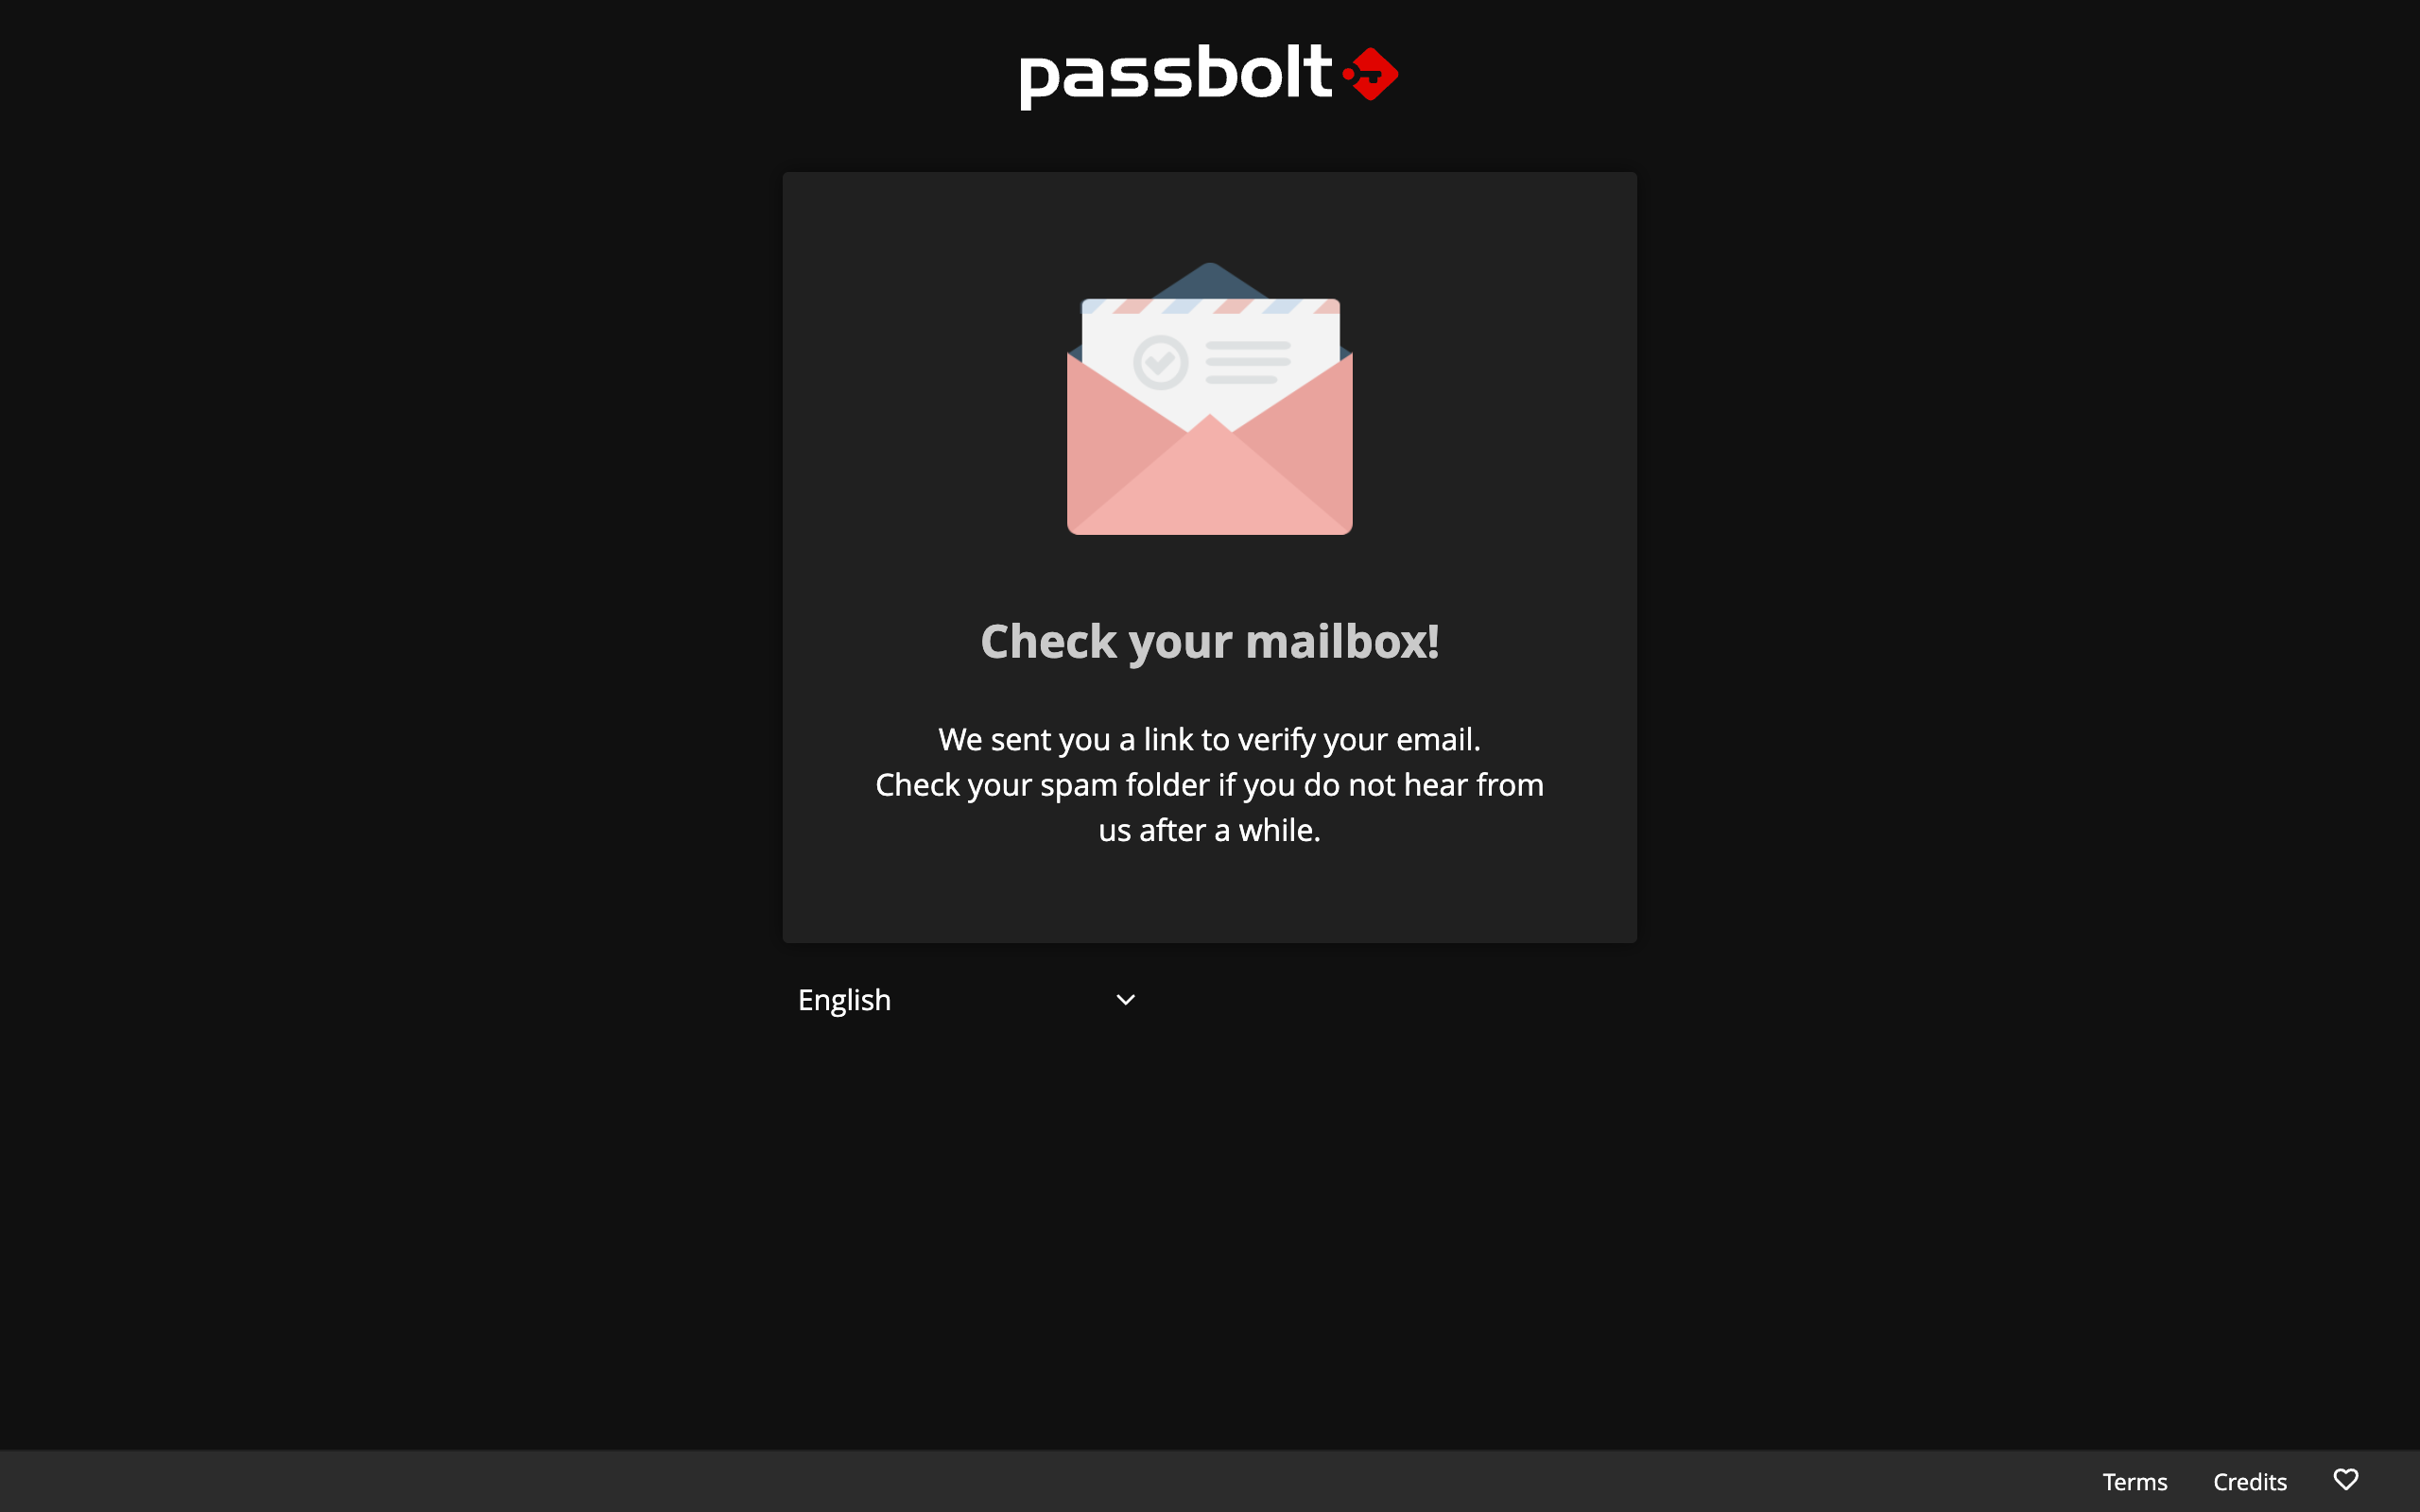 passbolt
Check your mailbox!
We sent you a link to verify your email.
Check your spam folder if you do not hear from
us after a while.
English
Terms Credits